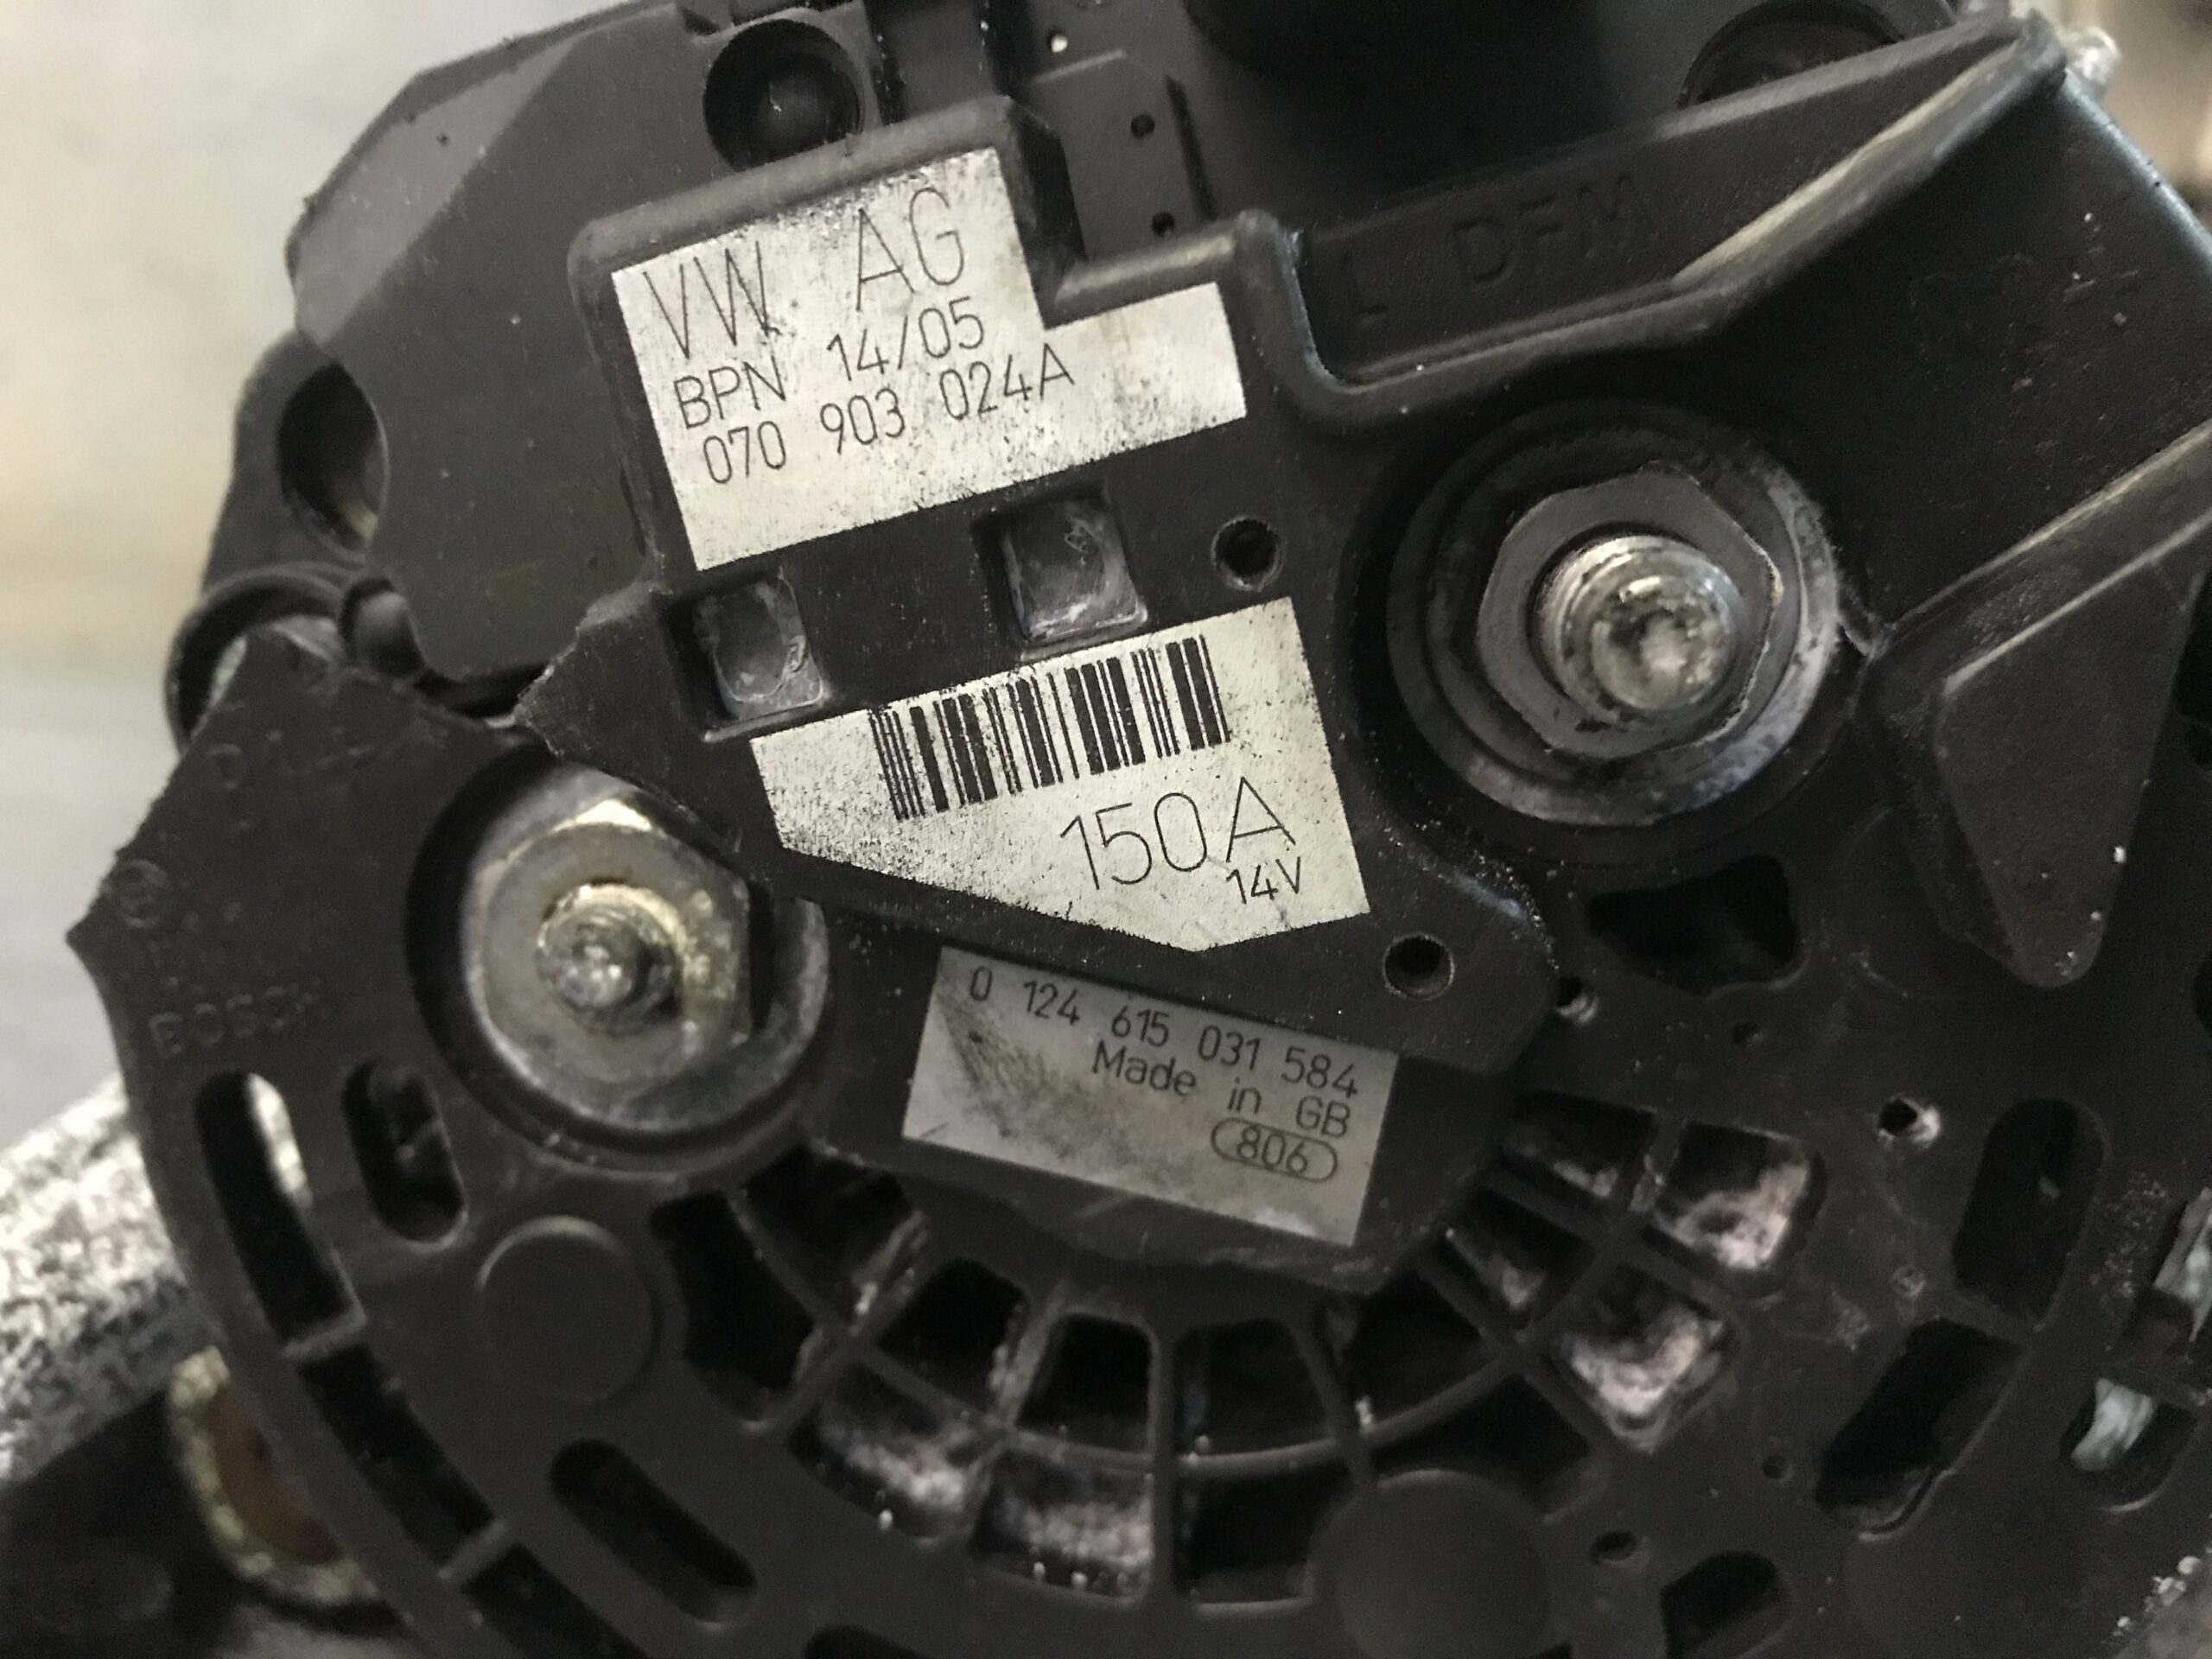 L DFM
VW AG
BPN 14/05
070 903 024A
150A
14V
0 124 615 031 584
Made in GB
806
BOSCH